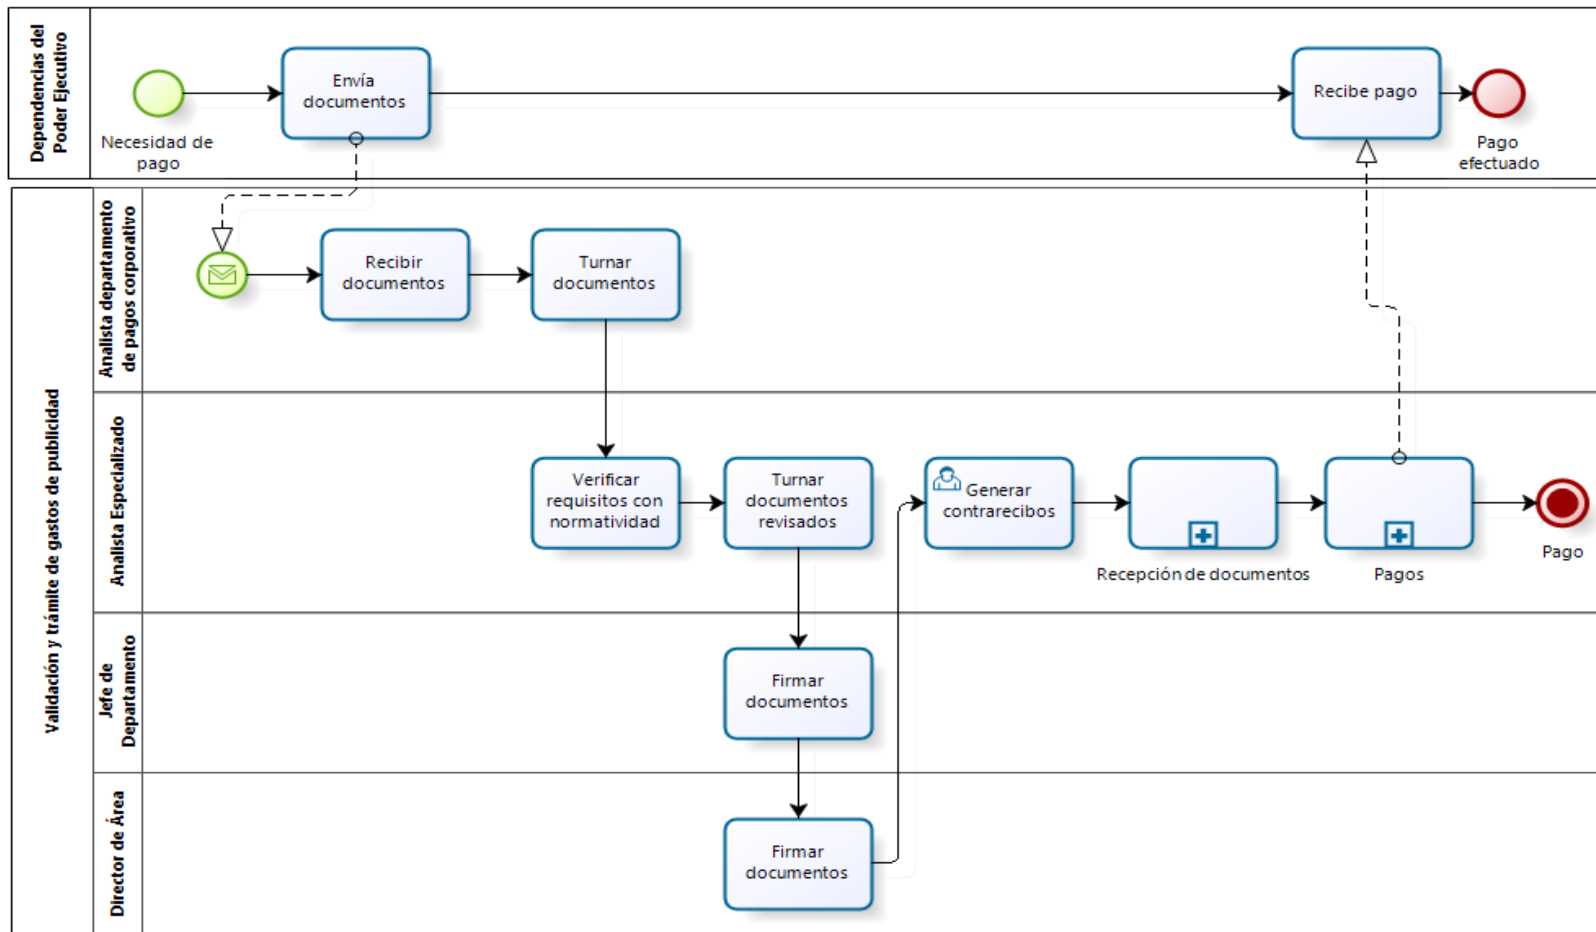 Dependencias del
Poder Ejecutivo
Necesidad de
pago
Envía
documentos
Recibe pago
Pago
efectuado
Validación y trámite de gastos de publicidad
Analista departamento
de pagos corporativo
Recibir
documentos
Turnar
documentos
Analista Especializado
Verificar
requisitos con
normatividad
Turnar
documentos
revisados
Generar
contrarecibos
Recepción de documentos
Pagos
Pago
Jefe de
Departamento
Firmar
documentos
Director de Área
Firmar
documentos